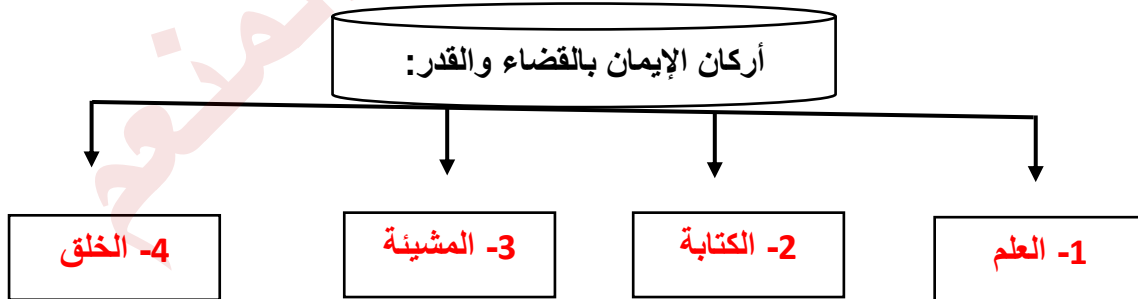 أركان الإيمان بالقضاء والقدر:
1- العلم
2- الكتابة
3- المشيئة
4- الخلق